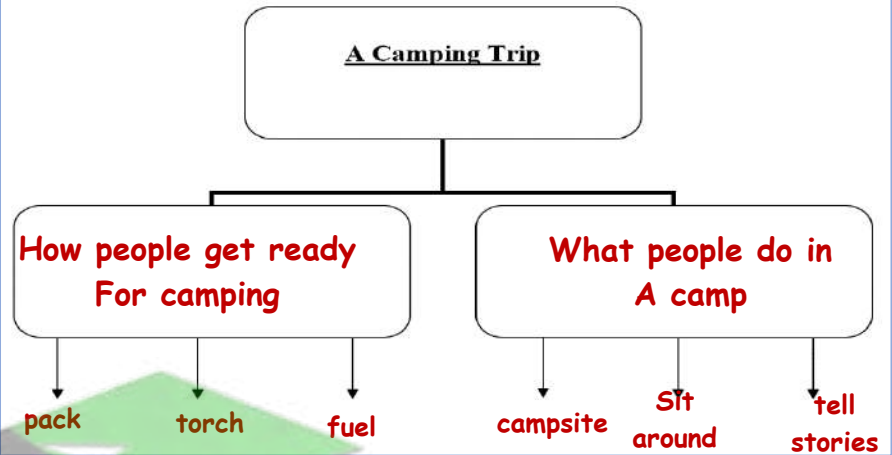 A Camping Trip
How people get ready
For camping
What people do in
A camp
pack
torch
fuel
campsite
Sit
around
tell
stories